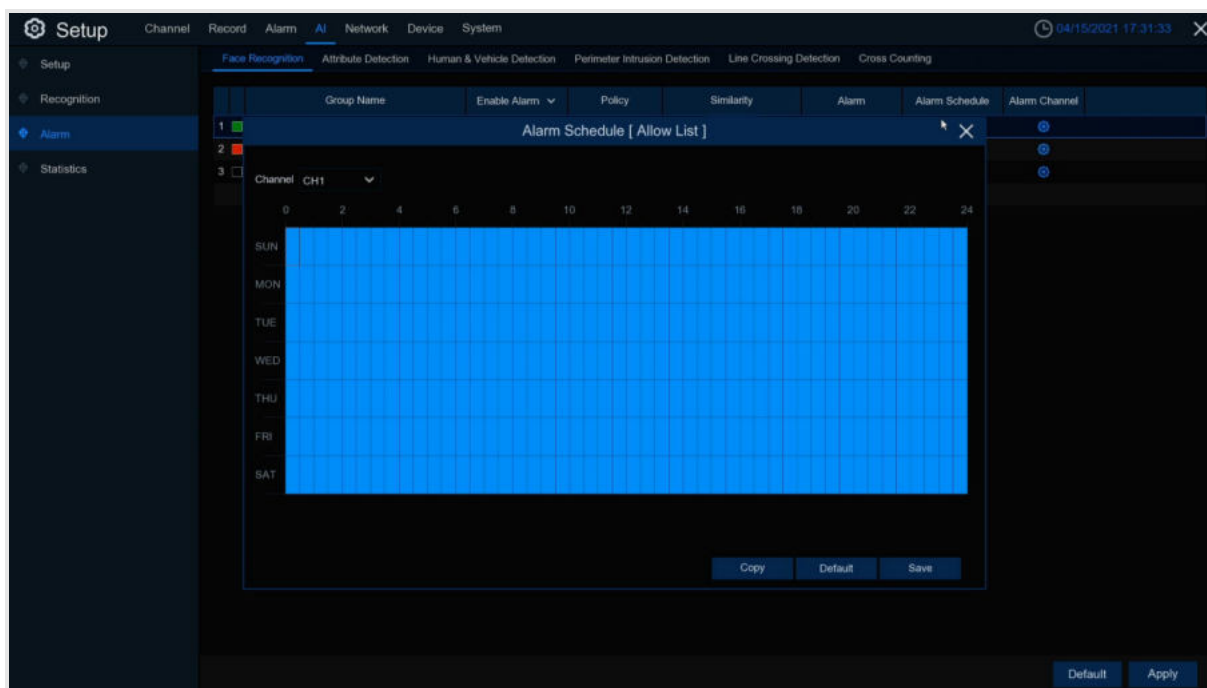 Setup Channel Record Alarm AI Network Device System 04/15/2021 17:31:33
Setup
Recognition
Alarm
Statistics
Face Recognition Attribute Detection Human & Vehicle Detection Perimeter Intrusion Detection Line Crossing Detection Cross Counting
Group Name Enable Alarm Policy Similarity Alarm Alarm Schedule Alarm Channel
1
2
3
Alarm Schedule [ Allow List ]
Channel CH1
0 2 4 6 8 10 12 14 16 18 20 22 24
SUN
MON
TUE
WED
THU
FRI
SAT
Copy Default Save
Default Apply